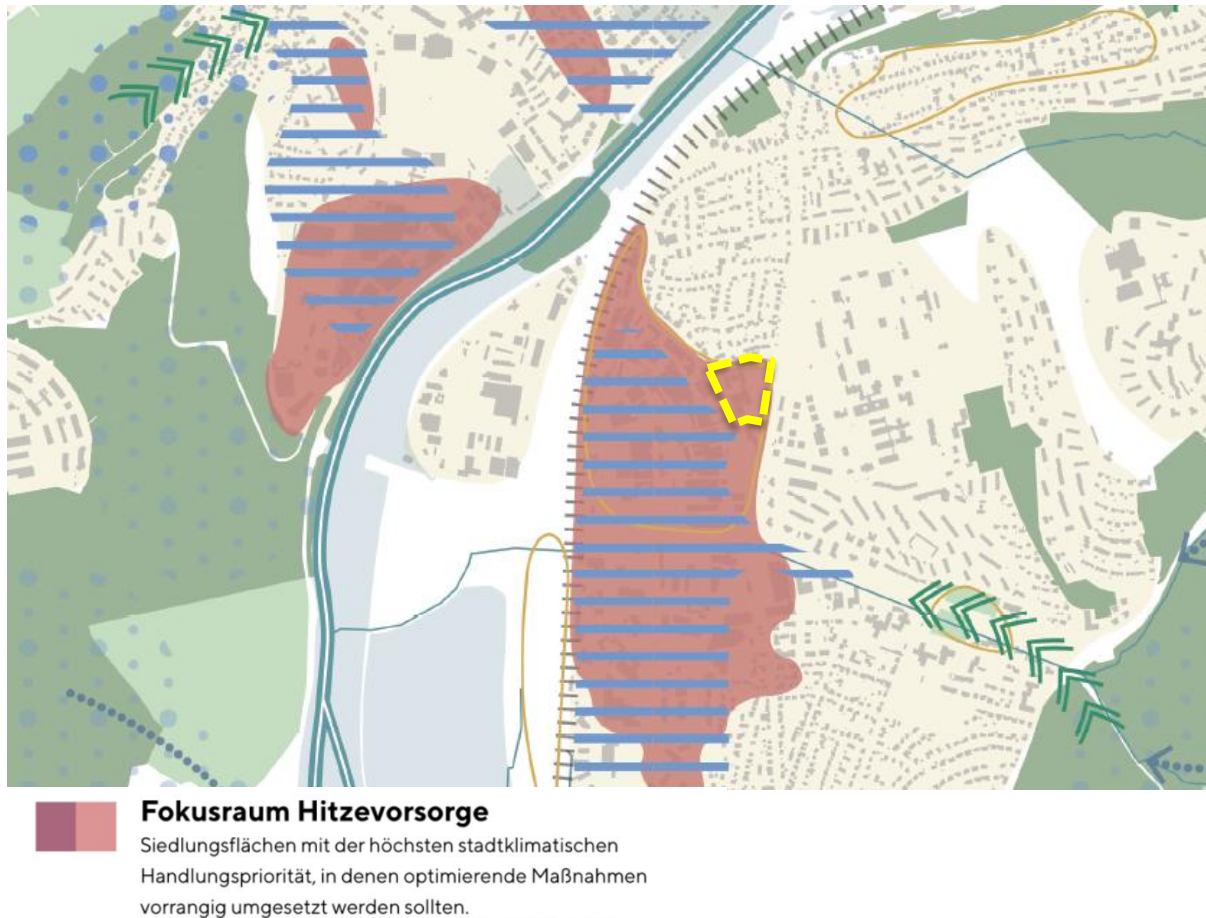 Fokusraum Hitzevorsorge
Siedlungsflächen mit der höchsten stadtklimatischen
Handlungspriorität, in denen optimierende Maßnahmen
vorrangig umgesetzt werden sollten.